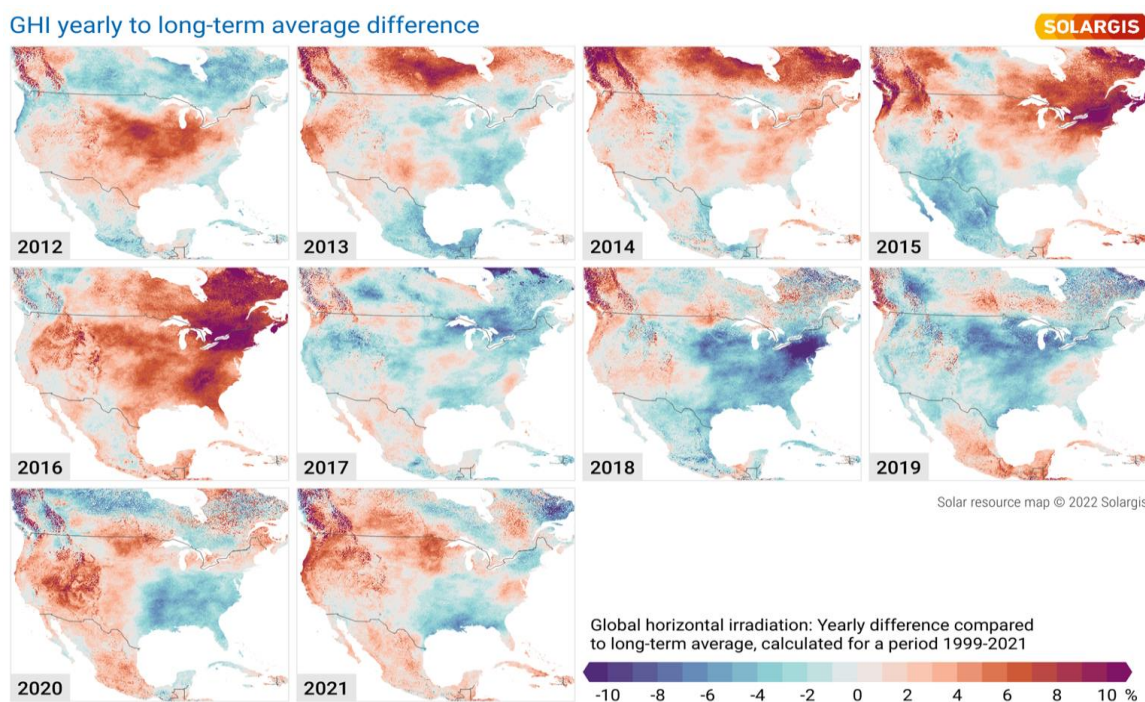 GHI yearly to long-term average difference
SOLARGIS
2012
2013
2014
2015
2016
2017
2018
2019
Solar resource map © 2022 Solargis
2020
2021
Global horizontal irradiation: Yearly difference compared
to long-term average, calculated for a period 1999-2021
-10 -8 -6 -4 -2 0 2 4 6 8 10 %